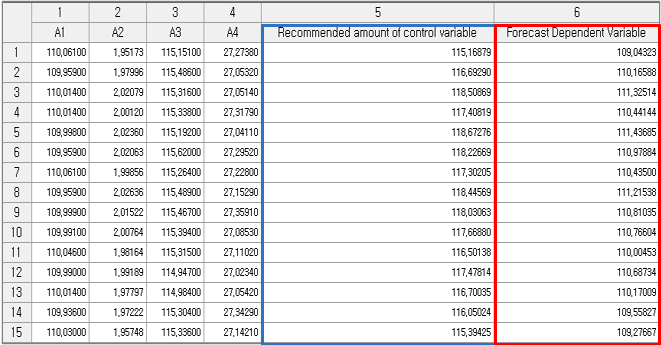 1 2 3 4 5 6
A1 A2 A3 A4 Recommended amount of control variable Forecast Dependent Variable
1 110,06100 1,95173 115,15100 27,27380 115,16879 109,04323
2 109,95900 1,97996 115,48600 27,05320 116,69290 110,16588
3 110,01400 2,02079 115,31600 27,05140 118,50869 111,32514
4 110,01400 2,00120 115,33800 27,31790 117,40819 110,44144
5 109,99800 2,02360 115,19200 27,04110 118,67276 111,43685
6 109,95900 2,02063 115,62000 27,29520 118,22669 110,97884
7 110,06100 1,99856 115,26400 27,22800 117,30205 110,43500
8 109,95900 2,02636 115,48900 27,15290 118,44569 111,21538
9 109,99900 2,01522 115,46700 27,35910 118,03063 110,81035
10 109,99100 2,00764 115,39400 27,08530 117,66880 110,76604
11 110,04600 1,98164 115,31500 27,11020 116,50138 110,00453
12 109,99000 1,99189 114,94700 27,02340 117,47814 110,68734
13 110,01400 1,97797 114,98400 27,05420 116,70035 110,17009
14 109,93600 1,97222 115,30400 27,34290 116,05024 109,55827
15 110,03000 1,95748 115,33600 27,14210 115,39425 109,27667